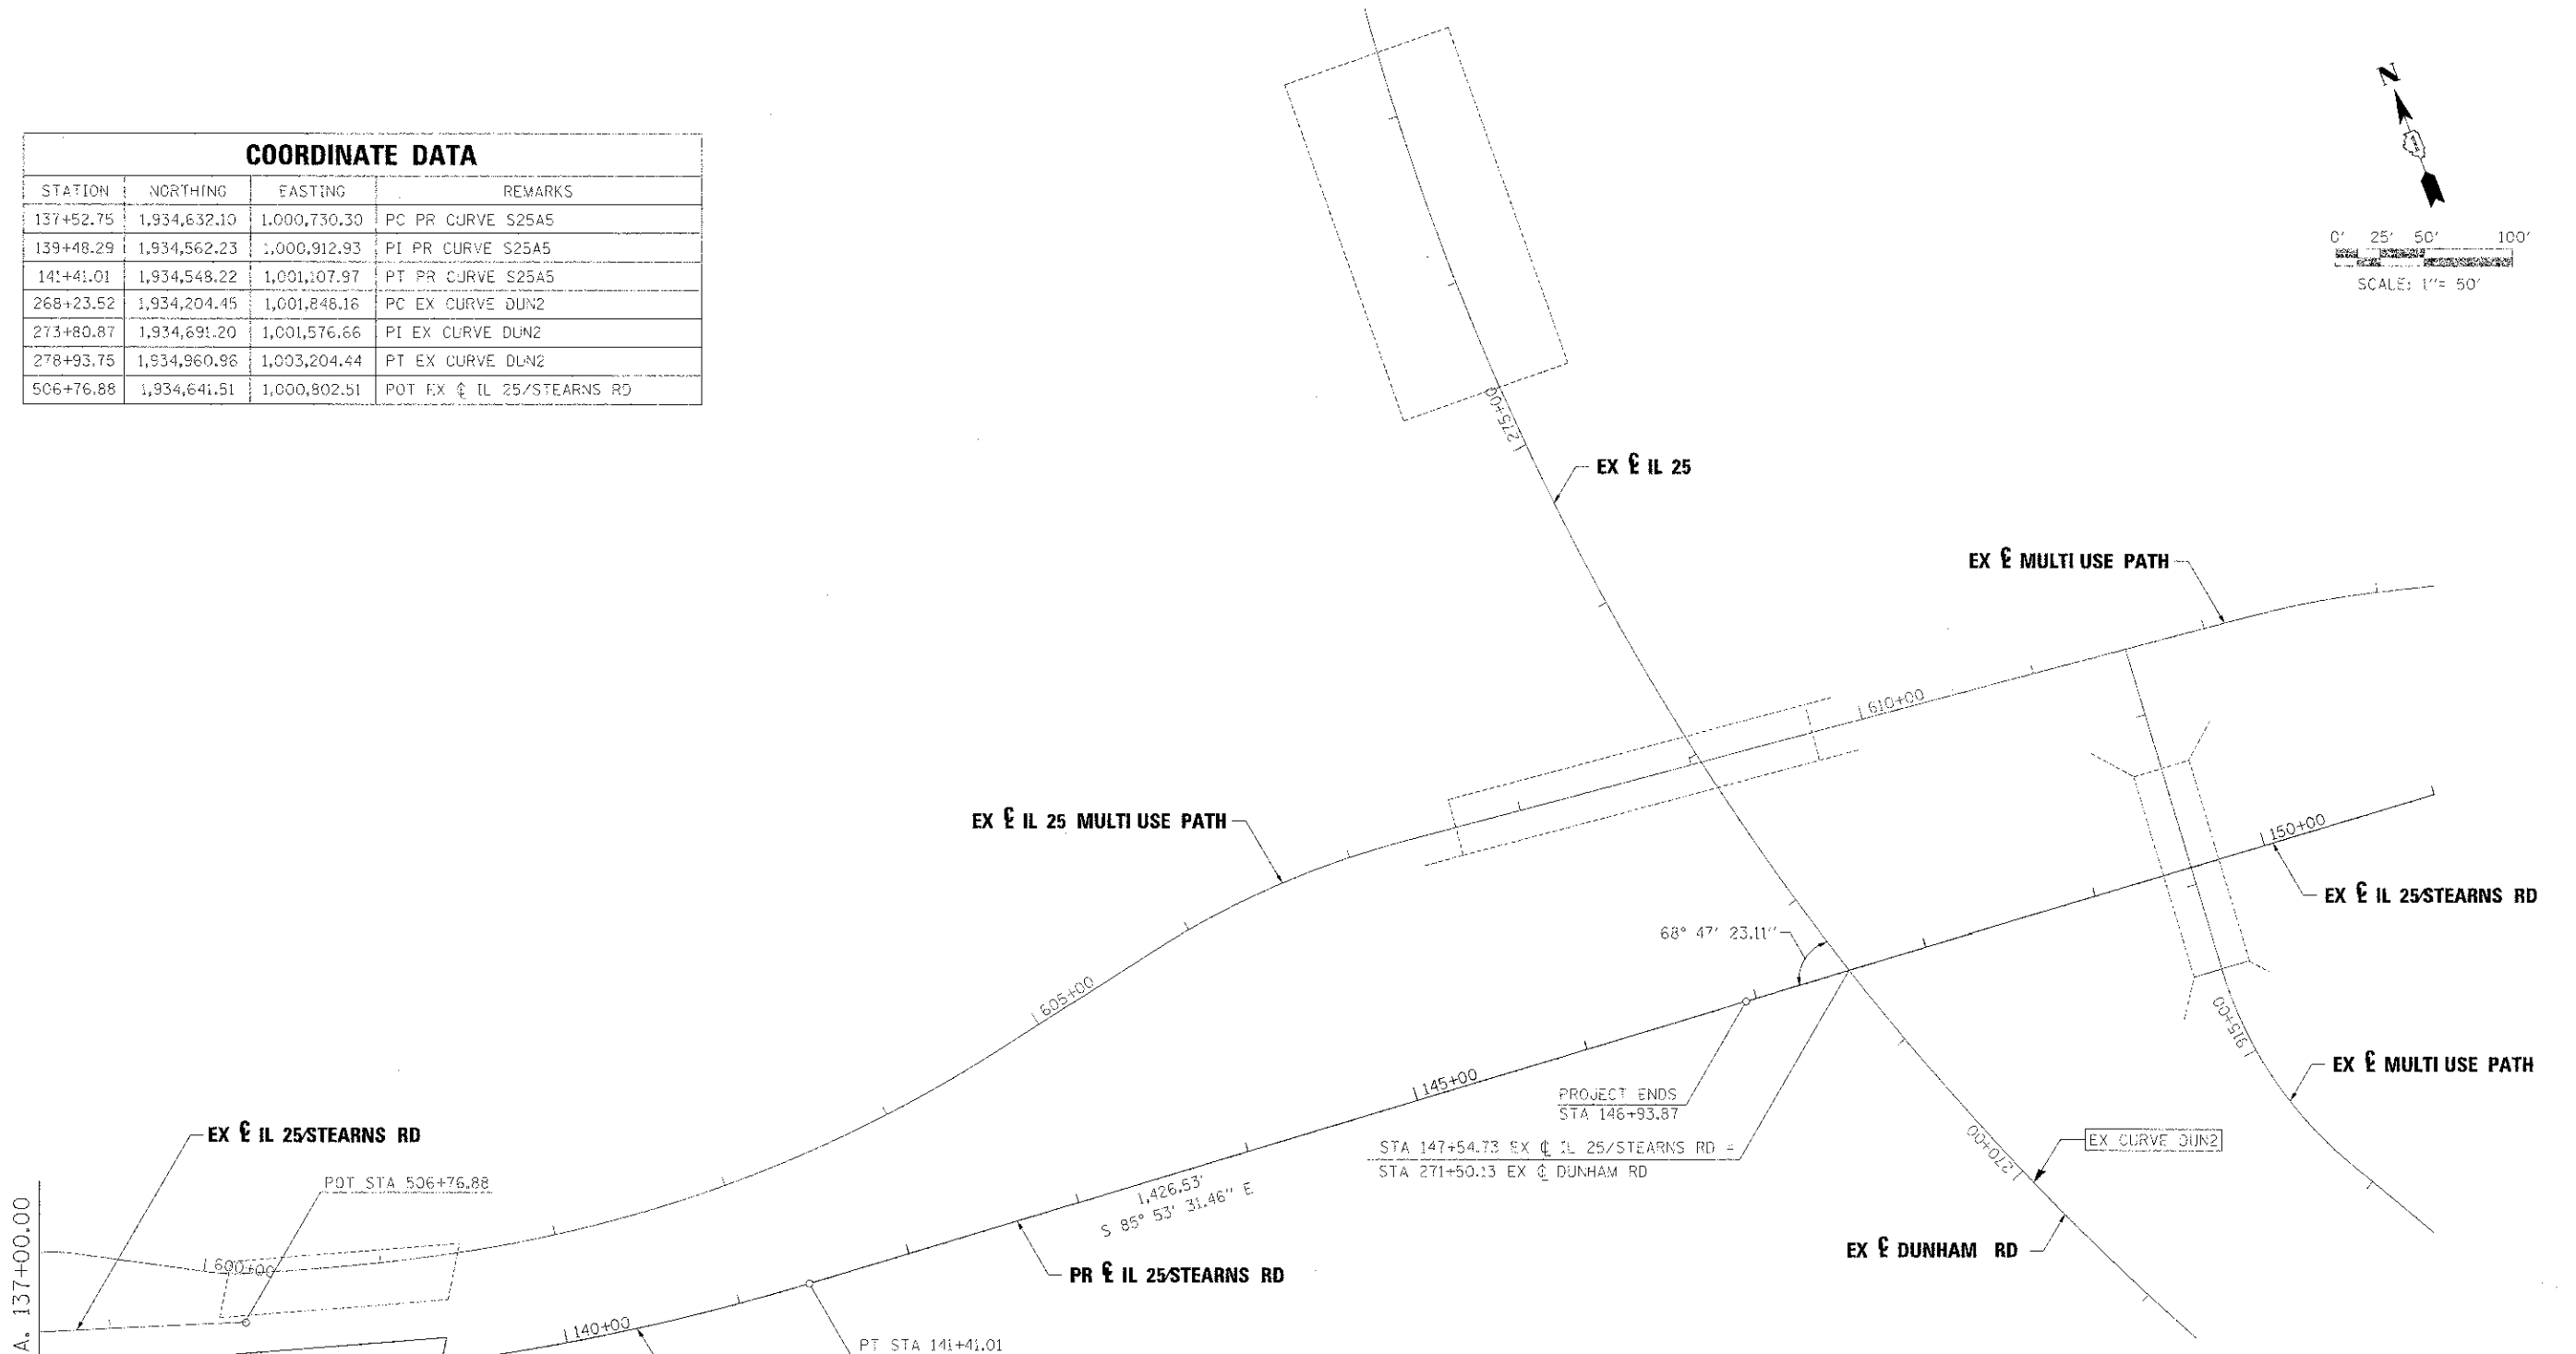 COORDINATE DATA
STATION NORTHING EASTING REMARKS
137+52.75 1,934,632.10 1,000,730.30 PC PR CURVE S25A5
139+48.29 1,934,562.23 1,000,912.93 PI PR CURVE S25A5
141+41.01 1,934,548.22 1,001,107.97 PT PR CURVE S25A5
268+23.52 1,934,204.45 1,001,848.16 PC EX CURVE DUN2
273+80.87 1,934,691.20 1,001,576.66 PI EX CURVE DUN2
278+93.75 1,934,960.96 1,003,204.44 PT EX CURVE DUN2
506+76.88 1,934,641.51 1,000,802.51 POT EX ℄ IL 25/STEARNS RD
N
0' 25' 50' 100'
SCALE: 1"= 50'
275+00
EX ℄ IL 25
EX ℄ MULTI USE PATH
610+00
EX ℄ IL 25 MULTI USE PATH
150+00
EX ℄ IL 25/STEARNS RD
68° 47' 23.11"
605+00
915+00
EX ℄ MULTI USE PATH
145+00
PROJECT ENDS
STA 146+93.87
STA 147+54.73 EX ℄ IL 25/STEARNS RD =
STA 271+50.13 EX ℄ DUNHAM RD
270+00
EX CURVE DUN2
EX ℄ IL 25/STEARNS RD
POT STA 506+76.88
1,426.53'
S 85° 53' 31.46" E
EX ℄ DUNHAM RD
600+00
PR ℄ IL 25/STEARNS RD
A. 137+00.00
140+00
PT STA 141+41.01